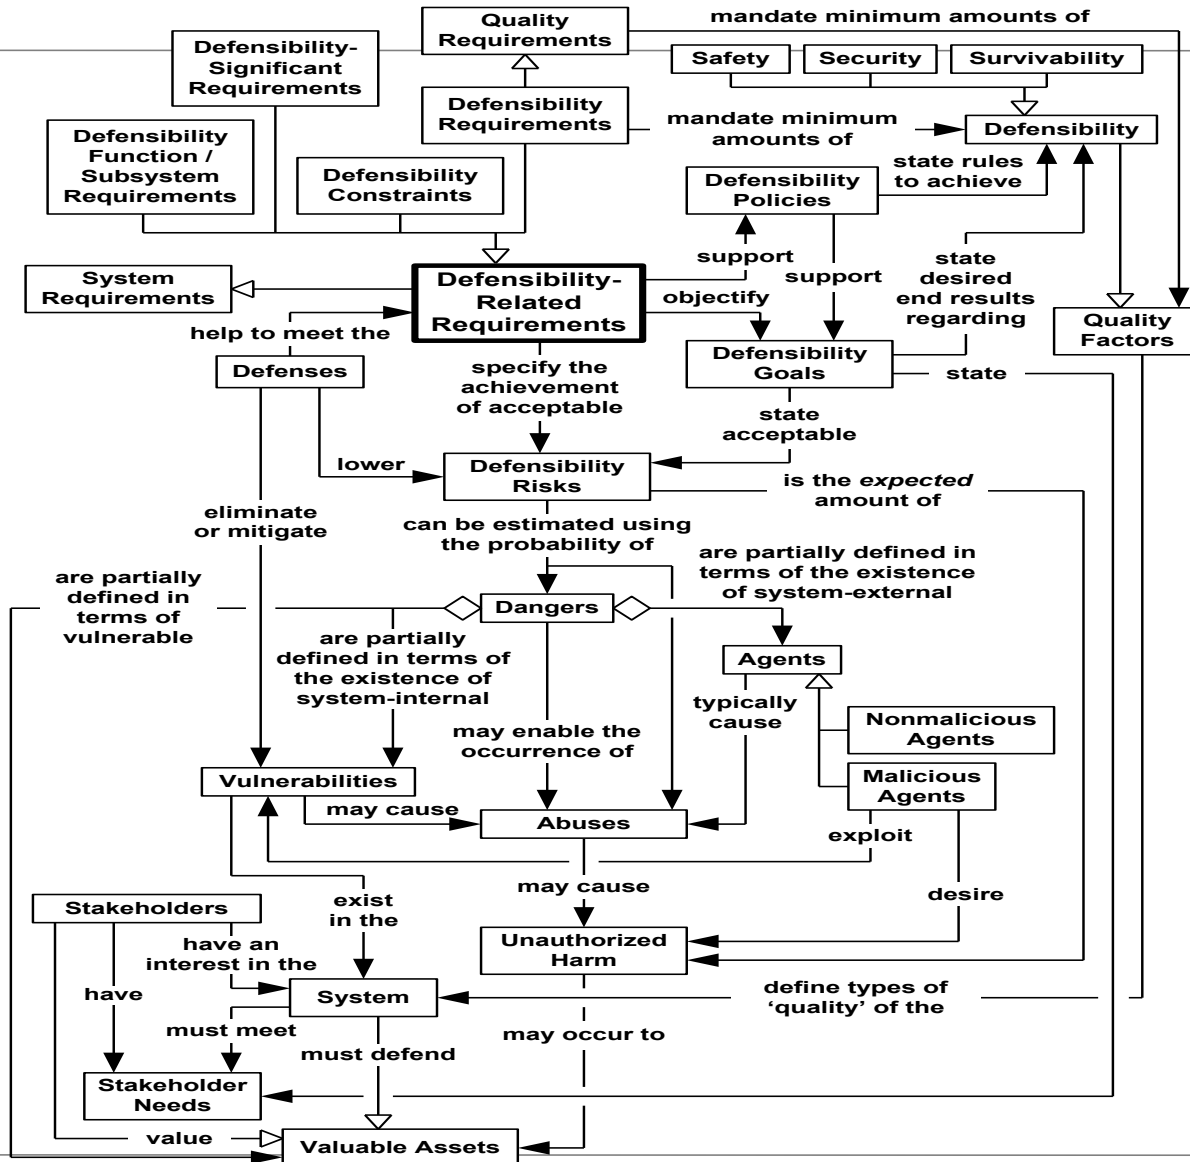 Quality
Requirements
mandate minimum amounts of
Defensibility-
Significant
Requirements
Safety
Security
Survivability
Defensibility
Requirements
mandate minimum
amounts of
Defensibility
Defensibility
Function /
Subsystem
Requirements
Defensibility
Constraints
Defensibility
Policies
state rules
to achieve
System
Requirements
Defensibility-
Related
Requirements
support
support
objectify
state
desired
end results
regarding
Quality
Factors
help to meet the
Defenses
specify the
achievement
of acceptable
Defensibility
Goals
state
state
acceptable
lower
Defensibility
Risks
is the expected
amount of
eliminate
or mitigate
can be estimated using
the probability of
are partially defined in
terms of the existence
of system-external
are partially
defined in
terms of
vulnerable
Dangers
are partially
defined in terms of
the existence of
system-internal
Agents
typically
cause
Nonmalicious
Agents
may enable the
occurrence of
Vulnerabilities
Malicious
Agents
may cause
Abuses
exploit
may cause
desire
Stakeholders
exist
in the
have an
interest in the
Unauthorized
Harm
have
System
define types of
‘quality’ of the
must meet
must defend
may occur to
Stakeholder
Needs
value
Valuable Assets